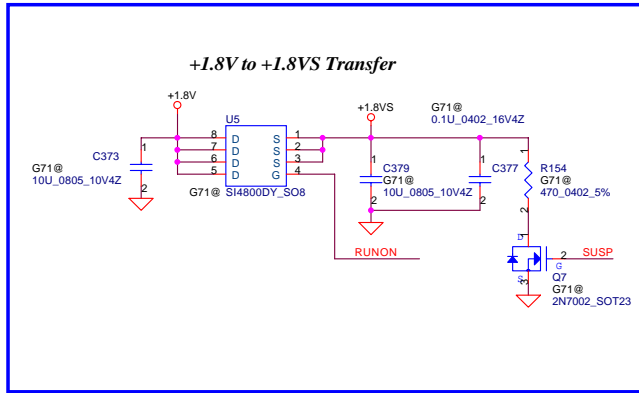 +1.8V to +1.8VS Transfer
+1.8V
U5
8 D S 1
7 D S 2
6 D S 3
5 D G 4
G71@ SI4800DY_SO8
1
C373
G71@
10U_0805_10V4Z
2
+1.8VS
G71@
0.1U_0402_16V4Z
1
C379
G71@
10U_0805_10V4Z
2
1
C377
2
1
R154
G71@
470_0402_5%
2
RUNON
1
D
2
G
SUSP
S
3
Q7
G71@
2N7002_SOT23